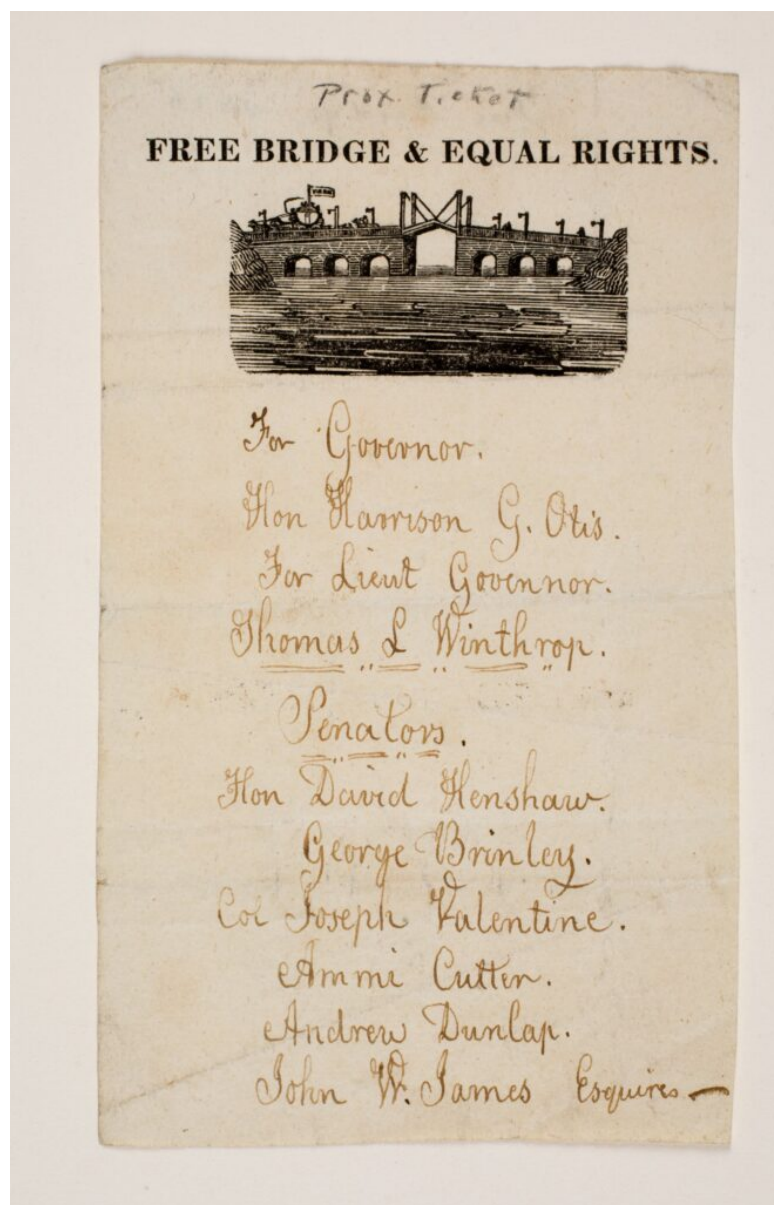 Prox. Ticket
FREE BRIDGE & EQUAL RIGHTS.
For Governor.
Hon Harrison G. Otis.
For Lieut Governor.
Thomas L Winthrop.
Senators.
Hon David Henshaw.
George Brinley.
Col Joseph Valentine.
Ammi Cutter.
Andrew Dunlap.
John W. James Esquires —